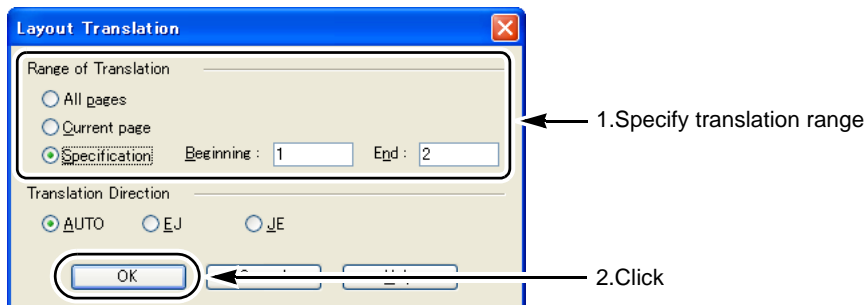 Layout Translation
Range of Translation
All pages
Current page
Specification Beginning : 1 End : 2
1.Specify translation range
Translation Direction
AUTO EJ JE
OK
2.Click